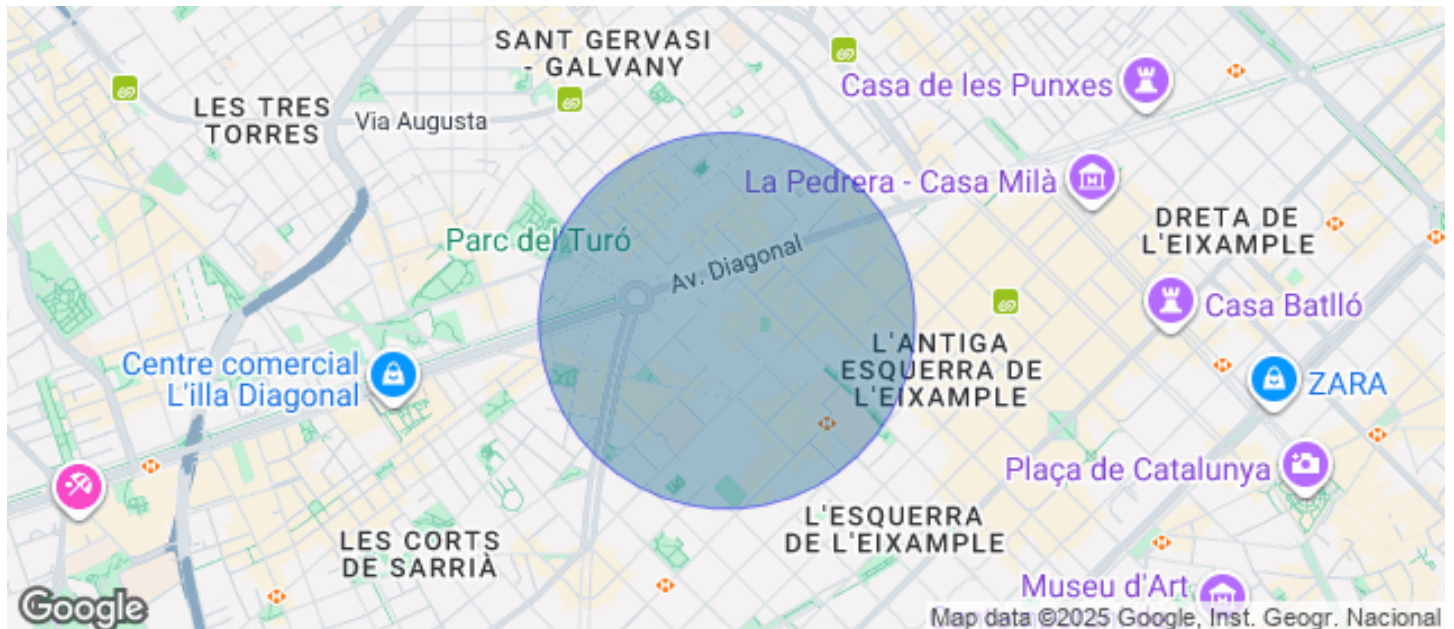 SANT GERVASI
- GALVANY
Casa de les Punxes
LES TRES
TORRES
Via Augusta
La Pedrera - Casa Milà
DRETA DE
L'EIXAMPLE
Parc del Turó
Av. Diagonal
Casa Batlló
L'ANTIGA
ESQUERRA DE
L'EIXAMPLE
Centre comercial
L'illa Diagonal
ZARA
Plaça de Catalunya
L'ESQUERRA
DE L'EIXAMPLE
LES CORTS
DE SARRIÀ
Museu d'Art
Google
Map data ©2025 Google, Inst. Geogr. Nacional